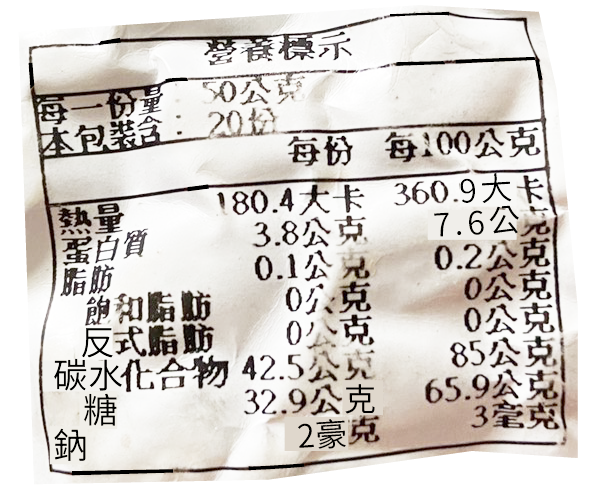 營養標示
每一份量 : 50公克
本包裝含 : 20份
每份 每100公克
熱量 180.4大卡 360.9大卡
蛋白質 3.8公克 7.6公克
脂肪 0.1公克 0.2公克
飽和脂肪 0公克 0公克
反式脂肪 0公克 0公克
碳水化合物 42.5公克 85公克
糖 32.9公克 65.9公克
鈉 2豪克 3毫克